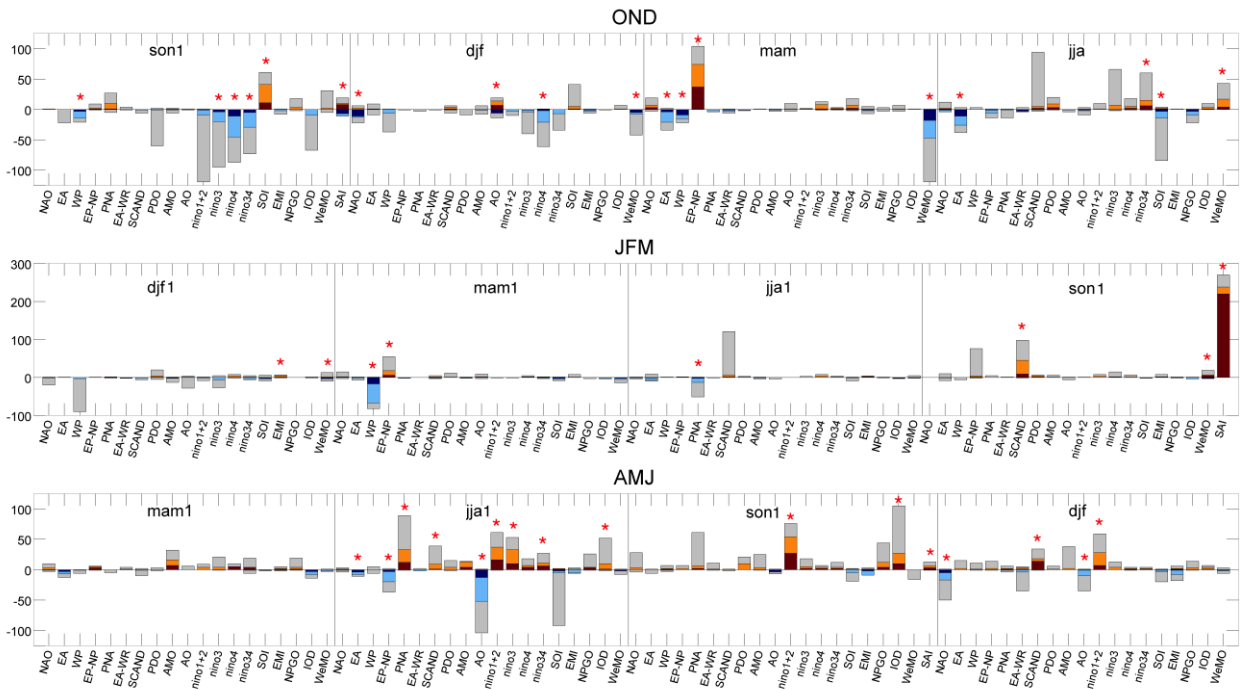 OND
son1 djf mam jja
100
50
0
-50
-100
NAO EA WP EP-NP PNA EA-WR SCAND PDO AMO AO nino1+2 nino3 nino4 nino34 SOI EMI NPGO IOD WeMO SAI NAO EA WP EP-NP PNA EA-WR SCAND PDO AMO AO nino1+2 nino3 nino4 nino34 SOI EMI NPGO IOD WeMO NAO EA WP EP-NP PNA EA-WR SCAND PDO AMO AO nino1+2 nino3 nino4 nino34 SOI EMI NPGO IOD WeMO NAO EA WP EP-NP PNA EA-WR SCAND PDO AMO AO nino1+2 nino3 nino4 nino34 SOI EMI NPGO IOD WeMO
JFM
djf1 mam1 jja1 son1
300
200
100
0
-100
NAO EA WP EP-NP PNA EA-WR SCAND PDO AMO AO nino1+2 nino3 nino4 nino34 SOI EMI NPGO IOD WeMO NAO EA WP EP-NP PNA EA-WR SCAND PDO AMO AO nino1+2 nino3 nino4 nino34 SOI EMI NPGO IOD WeMO NAO EA WP EP-NP PNA EA-WR SCAND PDO AMO AO nino1+2 nino3 nino4 nino34 SOI EMI NPGO IOD WeMO NAO EA WP EP-NP PNA EA-WR SCAND PDO AMO AO nino1+2 nino3 nino4 nino34 SOI EMI NPGO IOD WeMO SAI
AMJ
mam1 jja1 son1 djf
100
50
0
-50
-100
NAO EA WP EP-NP PNA EA-WR SCAND PDO AMO AO nino1+2 nino3 nino4 nino34 SOI EMI NPGO IOD WeMO NAO EA WP EP-NP PNA EA-WR SCAND PDO AMO AO nino1+2 nino3 nino4 nino34 SOI EMI NPGO IOD WeMO NAO EA WP EP-NP PNA EA-WR SCAND PDO AMO AO nino1+2 nino3 nino4 nino34 SOI EMI NPGO IOD WeMO SAI NAO EA WP EP-NP PNA EA-WR SCAND PDO AMO AO nino1+2 nino3 nino4 nino34 SOI EMI NPGO IOD WeMO